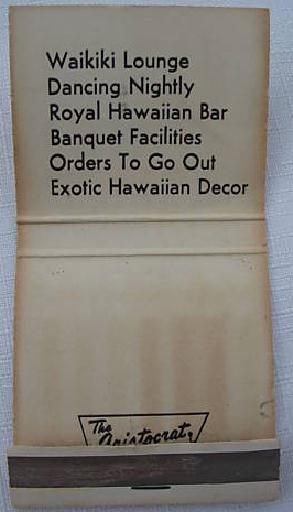 Waikiki Lounge
Dancing Nightly
Royal Hawaiian Bar
Banquet Facilities
Orders To Go Out
Exotic Hawaiian Decor
The
Aristocrat